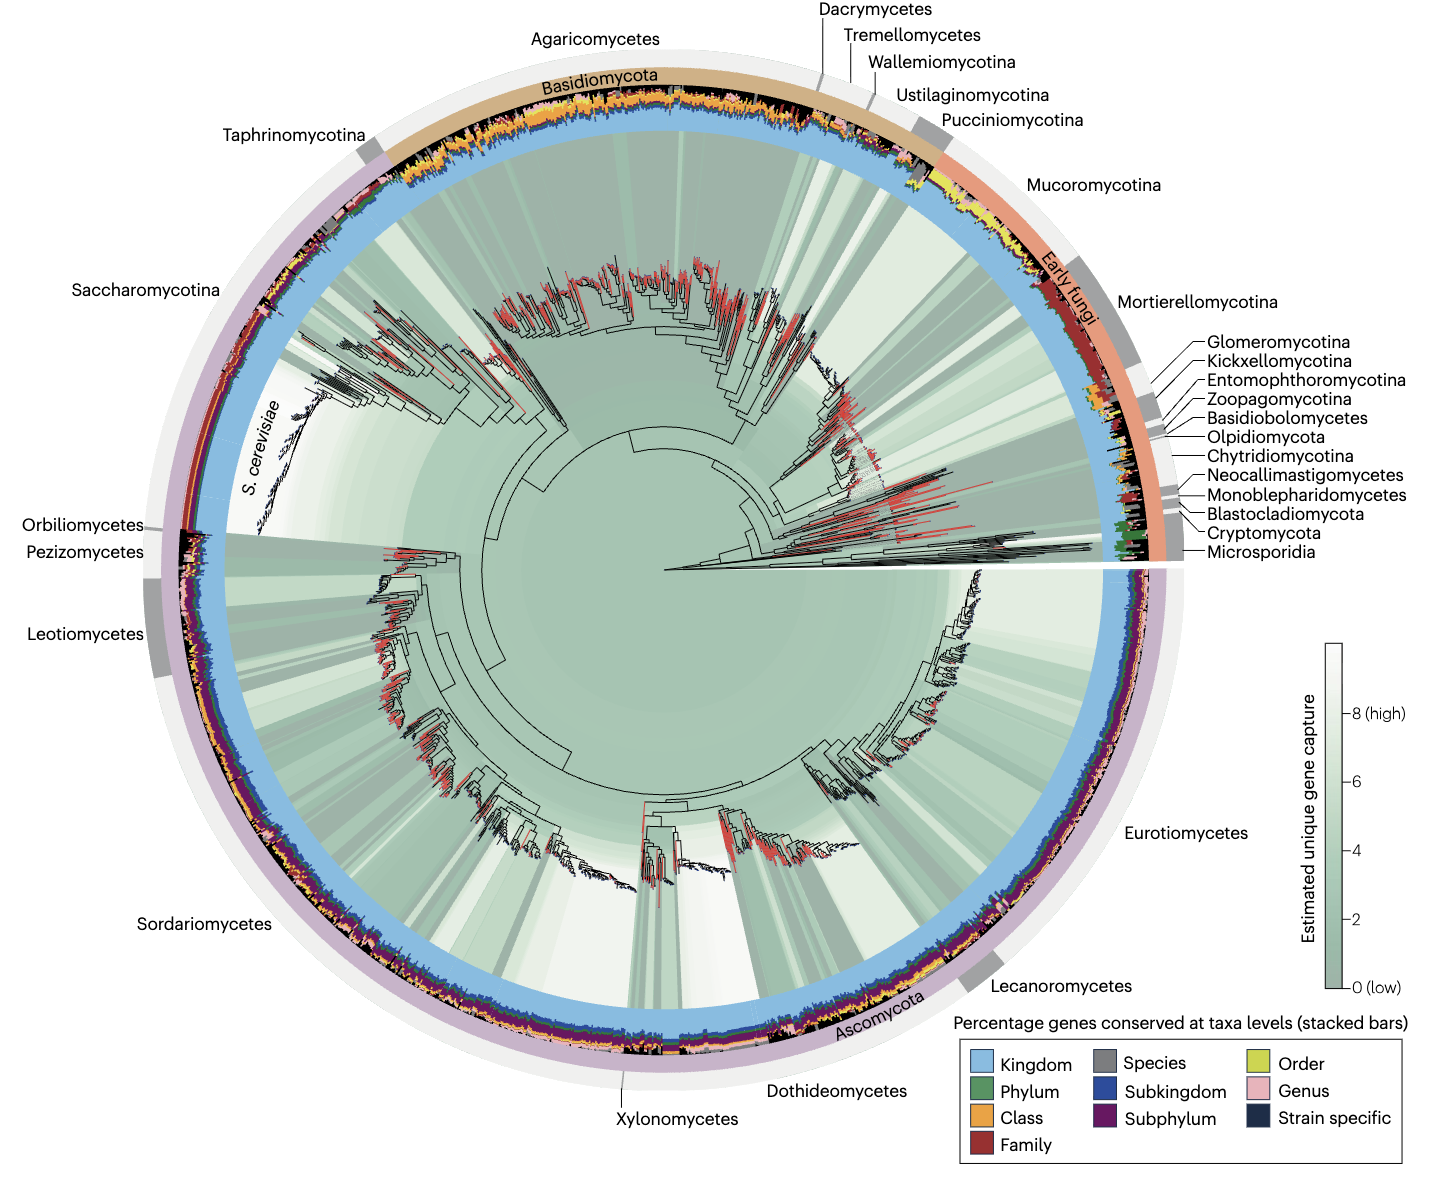 Dacrymycetes
Tremellomycetes
Agaricomycetes
Wallemiomycotina
Basidiomycota
Ustilaginomycotina
Pucciniomycotina
Taphrinomycotina
Mucoromycotina
Saccharomycotina
Early fungi
Mortierellomycotina
Glomeromycotina
Kickxellomycotina
Entomophthoromycotina
Zoopagomycotina
Basidiobolomycetes
Olpidiomycota
Chytridiomycotina
Neocallimastigomycetes
Monoblepharidomycetes
Blastocladiomycota
Cryptomycota
Microsporidia
S. cerevisiae
Orbiliomycetes
Pezizomycetes
Leotiomycetes
Sordariomycetes
Xylonomycetes
Dothideomycetes
Ascomycota
Lecanoromycetes
Eurotiomycetes
Estimated unique gene capture
8 (high)
6
4
2
0 (low)
Percentage genes conserved at taxa levels (stacked bars)
Kingdom
Phylum
Class
Family
Species
Subkingdom
Subphylum
Order
Genus
Strain specific